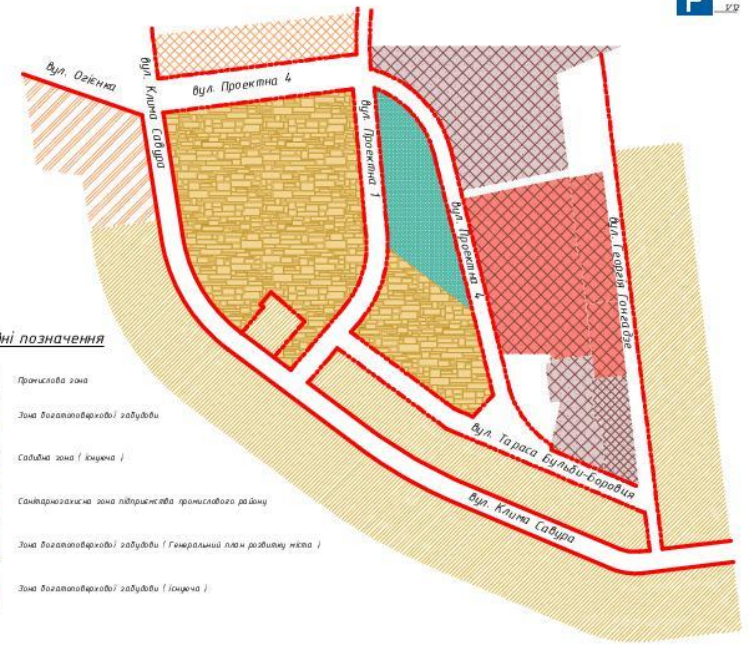 P
вул. Огієнка
вул. Клима Савура
вул. Проектна 4
вул. Проектна 1
вул. Проектна 4
вул. Георгія Гонгадзе
вул. Тараса Бульби-Боровця
вул. Клима Савура
ні позначення
Промислова зона
Зона багатоповерхової забудови
Садибна зона ( існуюча )
Санітарнозахисна зона підприємства промислового району
Зона багатоповерхової забудови ( Генеральний план розвитку міста )
Зона багатоповерхової забудови ( існуюча )